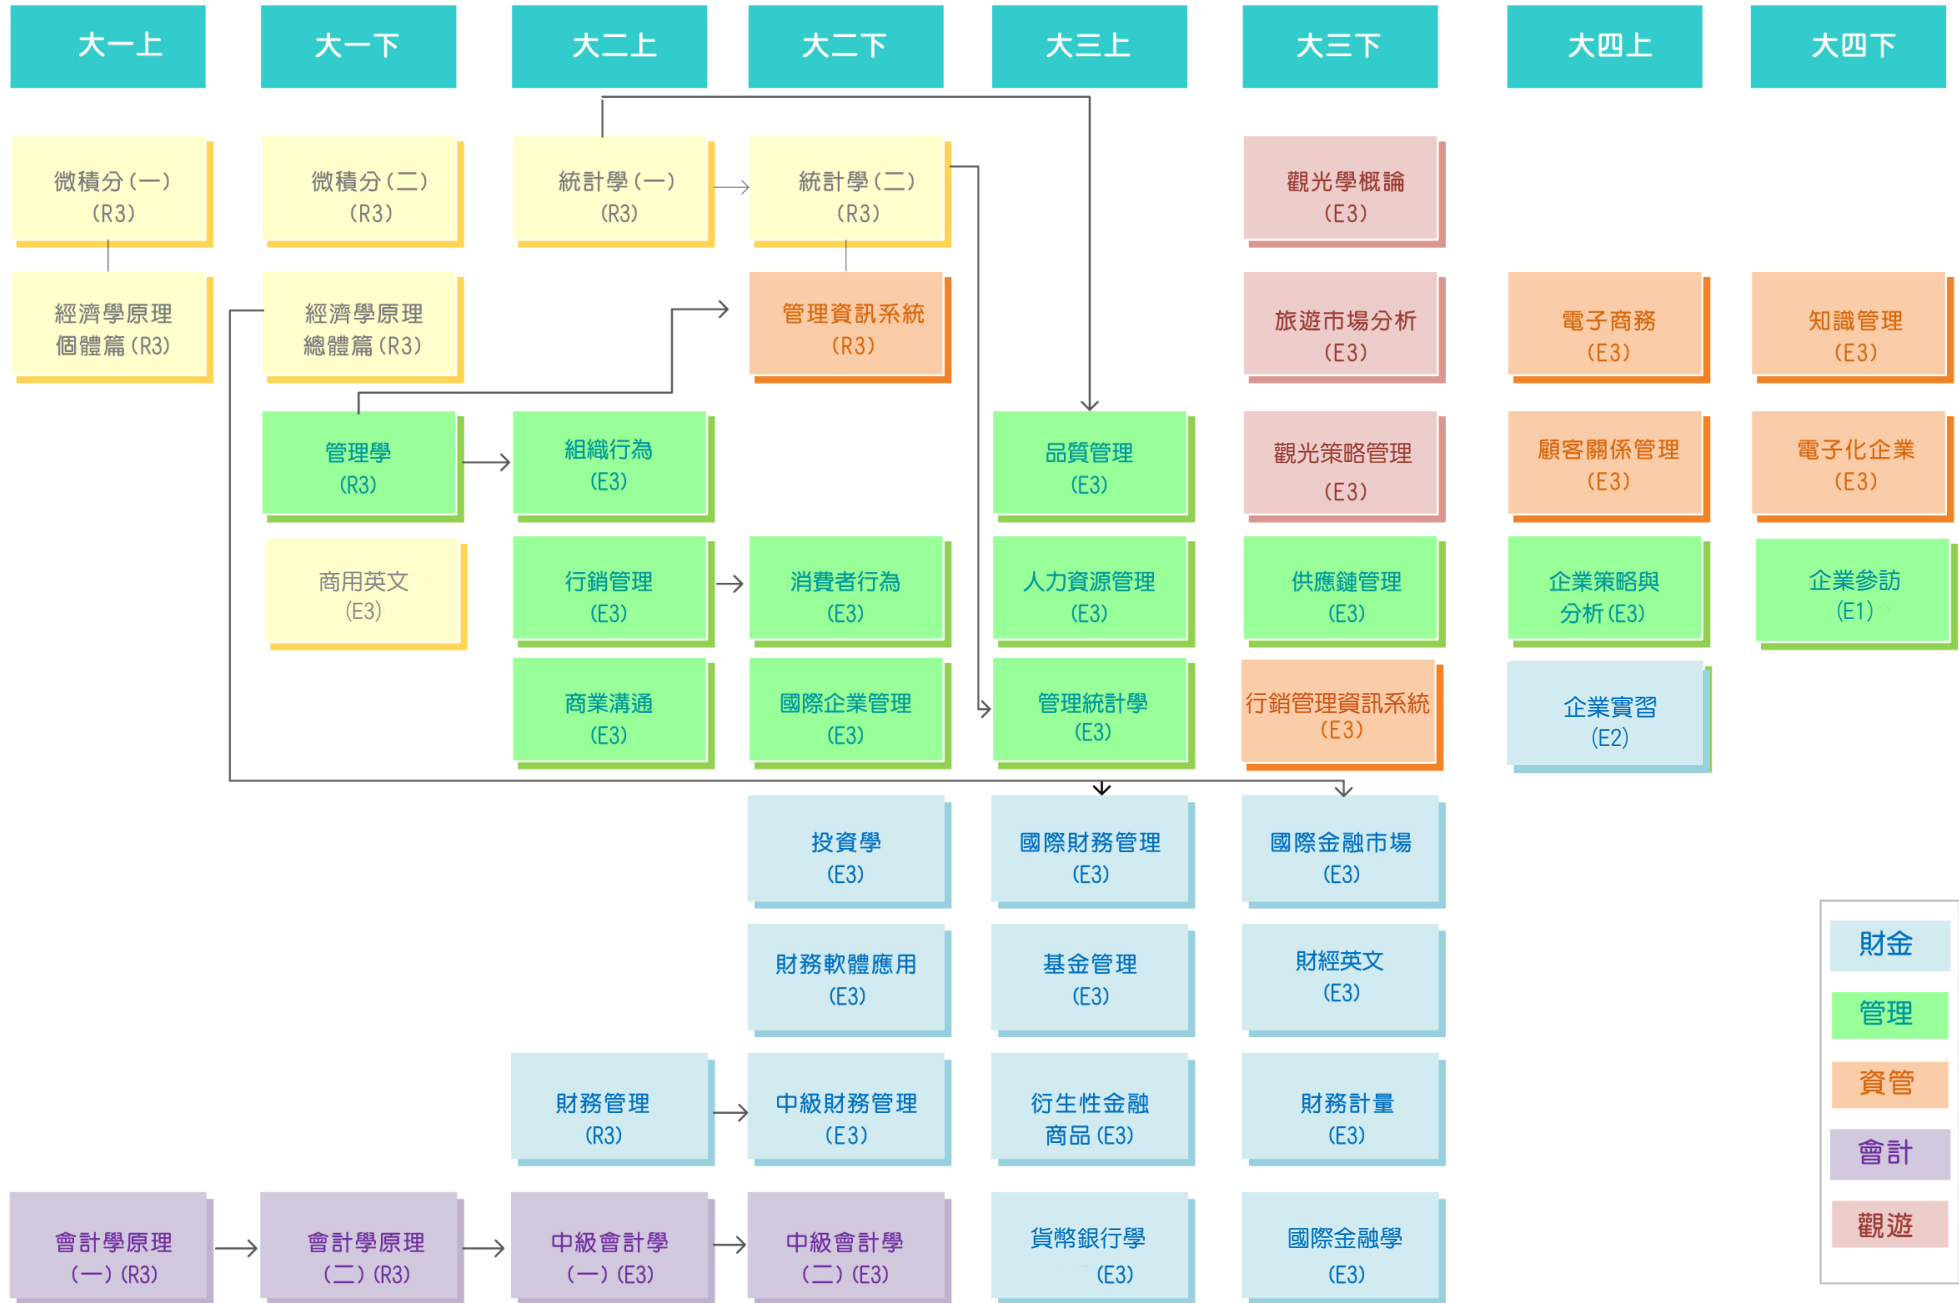 大一上
大一下
大二上
大二下
大三上
大三下
大四上
大四下
微積分(一)
(R3)
微積分(二)
(R3)
統計學(一)
(R3)
統計學(二)
(R3)
觀光學概論
(E3)
經濟學原理
個體篇(R3)
經濟學原理
總體篇(R3)
管理資訊系統
(R3)
旅遊市場分析
(E3)
電子商務
(E3)
知識管理
(E3)
管理學
(R3)
組織行為
(E3)
品質管理
(E3)
觀光策略管理
(E3)
顧客關係管理
(E3)
電子化企業
(E3)
商用英文
(E3)
行銷管理
(E3)
消費者行為
(E3)
人力資源管理
(E3)
供應鏈管理
(E3)
企業策略與
分析(E3)
企業參訪
(E1)
商業溝通
(E3)
國際企業管理
(E3)
管理統計學
(E3)
行銷管理資訊系統
(E3)
企業實習
(E2)
投資學
(E3)
國際財務管理
(E3)
國際金融市場
(E3)
財務軟體應用
(E3)
基金管理
(E3)
財經英文
(E3)
財務管理
(R3)
中級財務管理
(E3)
衍生性金融
商品(E3)
財務計量
(E3)
會計學原理
(一)(R3)
會計學原理
(二)(R3)
中級會計學
(一)(E3)
中級會計學
(二)(E3)
貨幣銀行學
(E3)
國際金融學
(E3)
財金
管理
資管
會計
觀遊